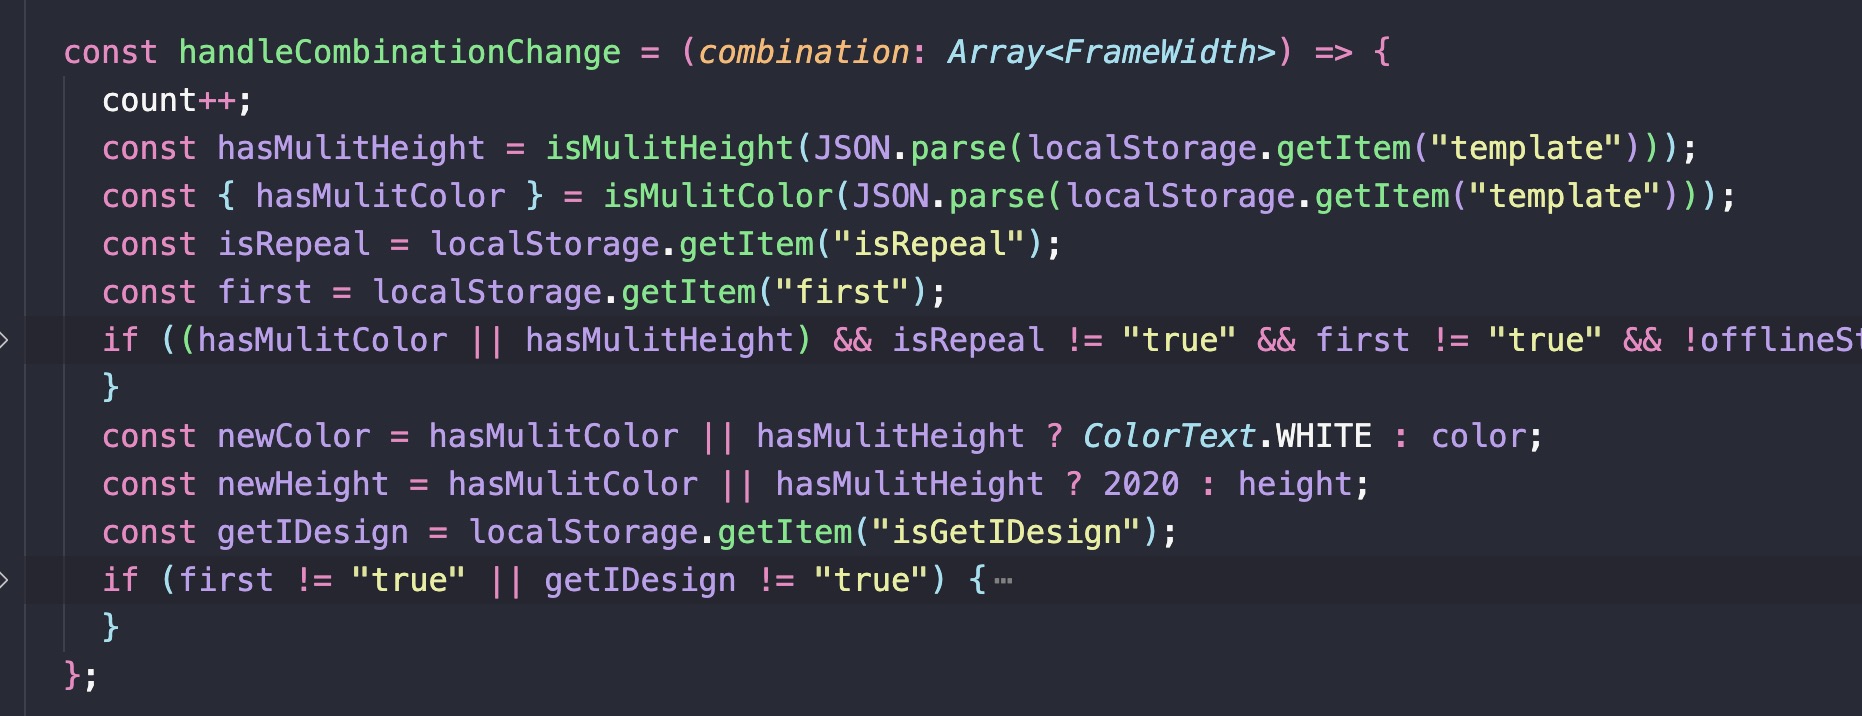 const handleCombinationChange = (combination: Array<FrameWidth>) => {
count++;
const hasMulitHeight = isMulitHeight(JSON.parse(localStorage.getItem("template")));
const { hasMulitColor } = isMulitColor(JSON.parse(localStorage.getItem("template")));
const isRepeal = localStorage.getItem("isRepeal");
const first = localStorage.getItem("first");
if ((hasMulitColor || hasMulitHeight) && isRepeal != "true" && first != "true" && !offlineSt
}
const newColor = hasMulitColor || hasMulitHeight ? ColorText.WHITE : color;
const newHeight = hasMulitColor || hasMulitHeight ? 2020 : height;
const getIDesign = localStorage.getItem("isGetIDesign");
if (first != "true" || getIDesign != "true") {⋯
}
};